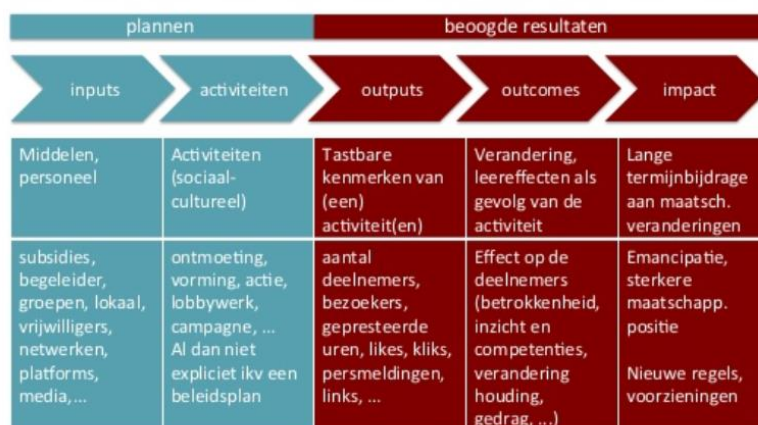 plannen
beoogde resultaten
inputs
activiteiten
outputs
outcomes
impact
Middelen,
personeel
Activiteiten
(sociaal-
cultureel)
Tastbare
kenmerken van
(een)
activiteit(en)
Verandering,
leereffecten als
gevolg van de
activiteit
Lange
termijnbijdrage
aan maatsch.
veranderingen
subsidies,
begeleider,
groepen, lokaal,
vrijwilligers,
netwerken,
platforms,
media,...
ontmoeting,
vorming, actie,
lobbywerk,
campagne, ...
Al dan niet
expliciet ikv een
beleidsplan
aantal
deelnemers,
bezoekers,
gepresteerde
uren, likes, kliks,
persmeldingen,
links, ...
Effect op de
deelnemers
(betrokkenheid,
inzicht en
competenties,
verandering
houding,
gedrag, ...)
Emancipatie,
sterkere
maatschapp.
positie
Nieuwe regels,
voorzieningen